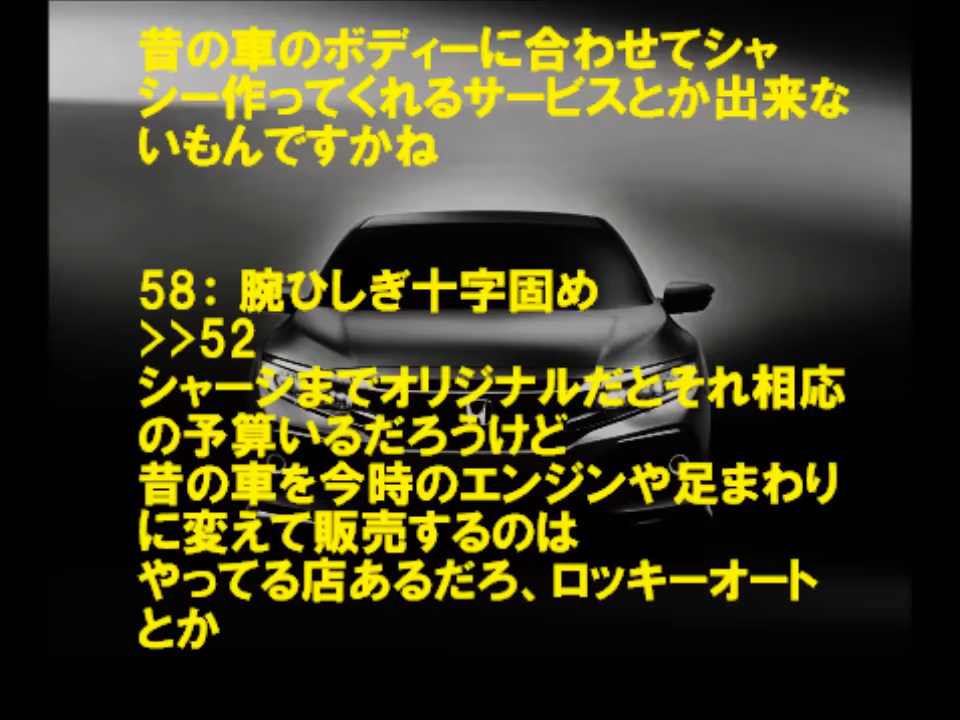 昔の車のボディーに合わせてシャ
シー作ってくれるサービスとか出来な
いもんですかね
58: 腕ひしぎ十字固め
>>52
シャーシまでオリジナルだとそれ相応
の予算いるだろうけど
昔の車を今時のエンジンや足まわり
に変えて販売するのは
やってる店あるだろ、ロッキーオート
とか